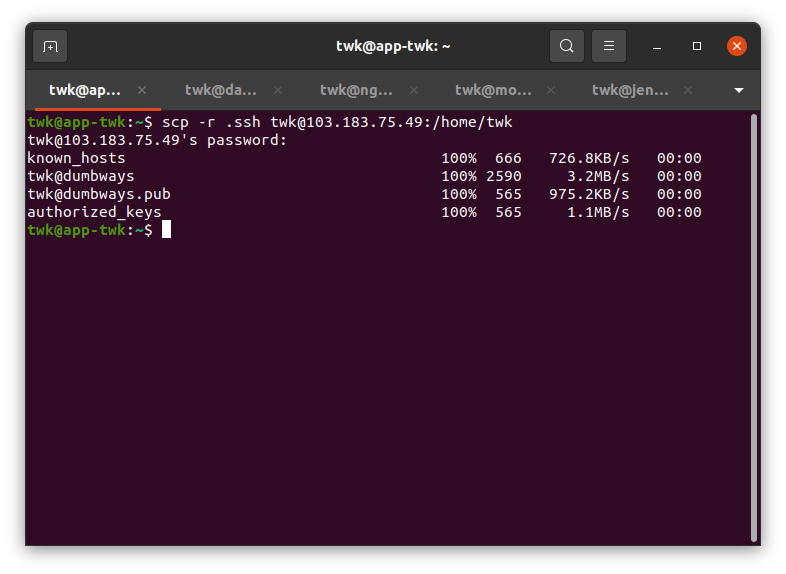 twk@app-twk: ~
twk@ap... twk@da... twk@ng... twk@mo... twk@jen...
twk@app-twk:~$ scp -r .ssh twk@103.183.75.49:/home/twk
twk@103.183.75.49's password:
known_hosts 100% 666 726.8KB/s 00:00
twk@dumbways 100% 2590 3.2MB/s 00:00
twk@dumbways.pub 100% 565 975.2KB/s 00:00
authorized_keys 100% 565 1.1MB/s 00:00
twk@app-twk:~$